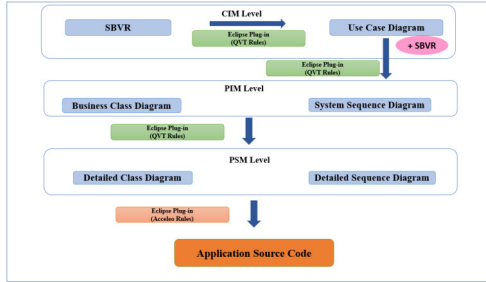 CIM Level
SBVR
Use Case Diagram
Eclipse Plug-in
(QVT Rules)
+ SBVR
Eclipse Plug-in
(QVT Rules)
PIM Level
Business Class Diagram
System Sequence Diagram
Eclipse Plug-in
(QVT Rules)
PSM Level
Detailed Class Diagram
Detailed Sequence Diagram
Eclipse Plug-in
(Acceleo Rules)
Application Source Code